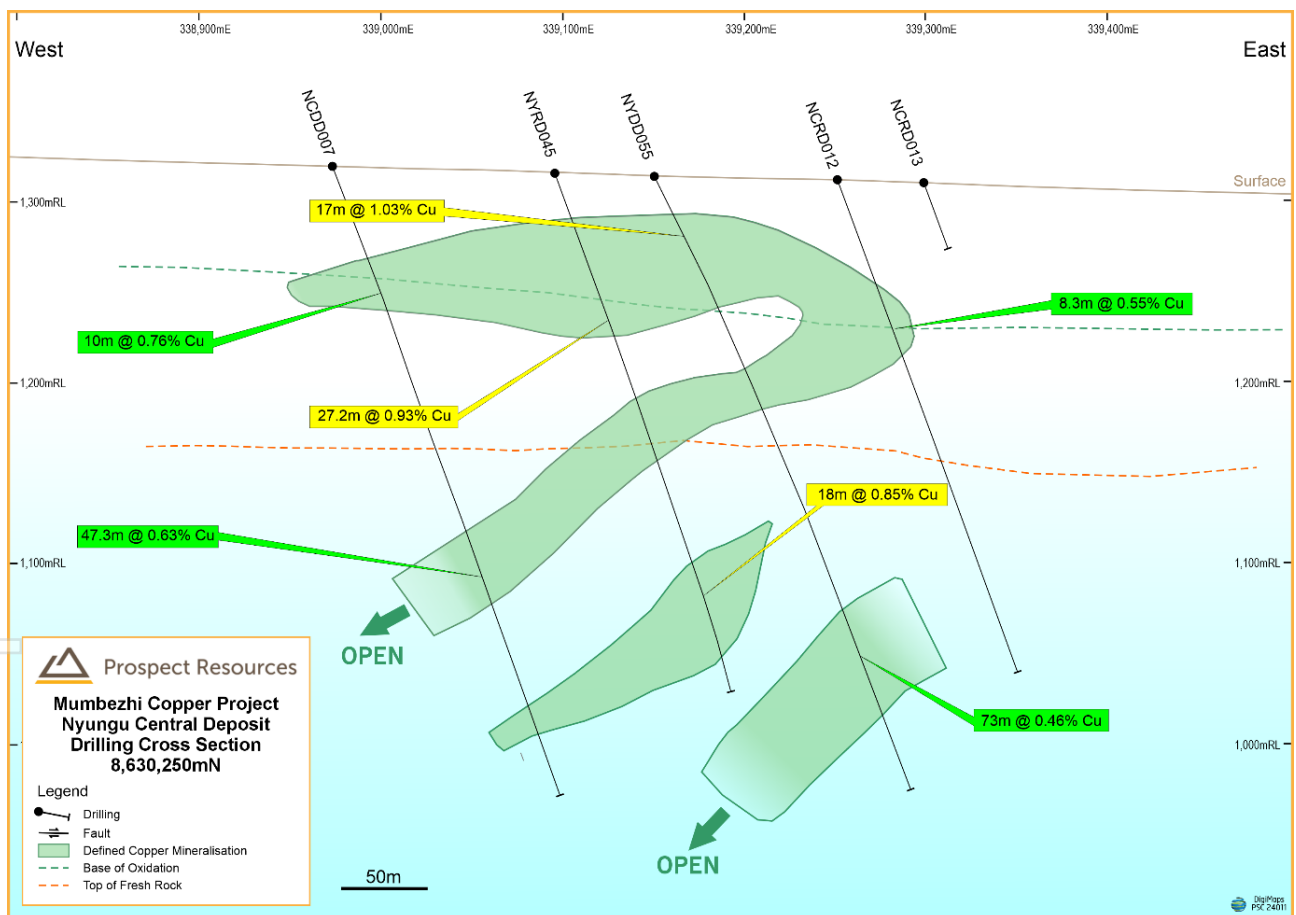 338,900mE
339,000mE
339,100mE
339,200mE
339,300mE
339,400mE
West
East
NCDD007
NYRD045
NYDD055
NCRD012
NCRD013
Surface
1,300mRL
17m @ 1.03% Cu
8.3m @ 0.55% Cu
10m @ 0.76% Cu
1,200mRL
1,200mRL
27.2m @ 0.93% Cu
18m @ 0.85% Cu
47.3m @ 0.63% Cu
1,100mRL
1,100mRL
OPEN
73m @ 0.46% Cu
1,000mRL
OPEN
Prospect Resources
Mumbezhi Copper Project
Nyungu Central Deposit
Drilling Cross Section
8,630,250mN
Legend
Drilling
Fault
Defined Copper Mineralisation
Base of Oxidation
Top of Fresh Rock
50m
DigiMaps
PSC 24011